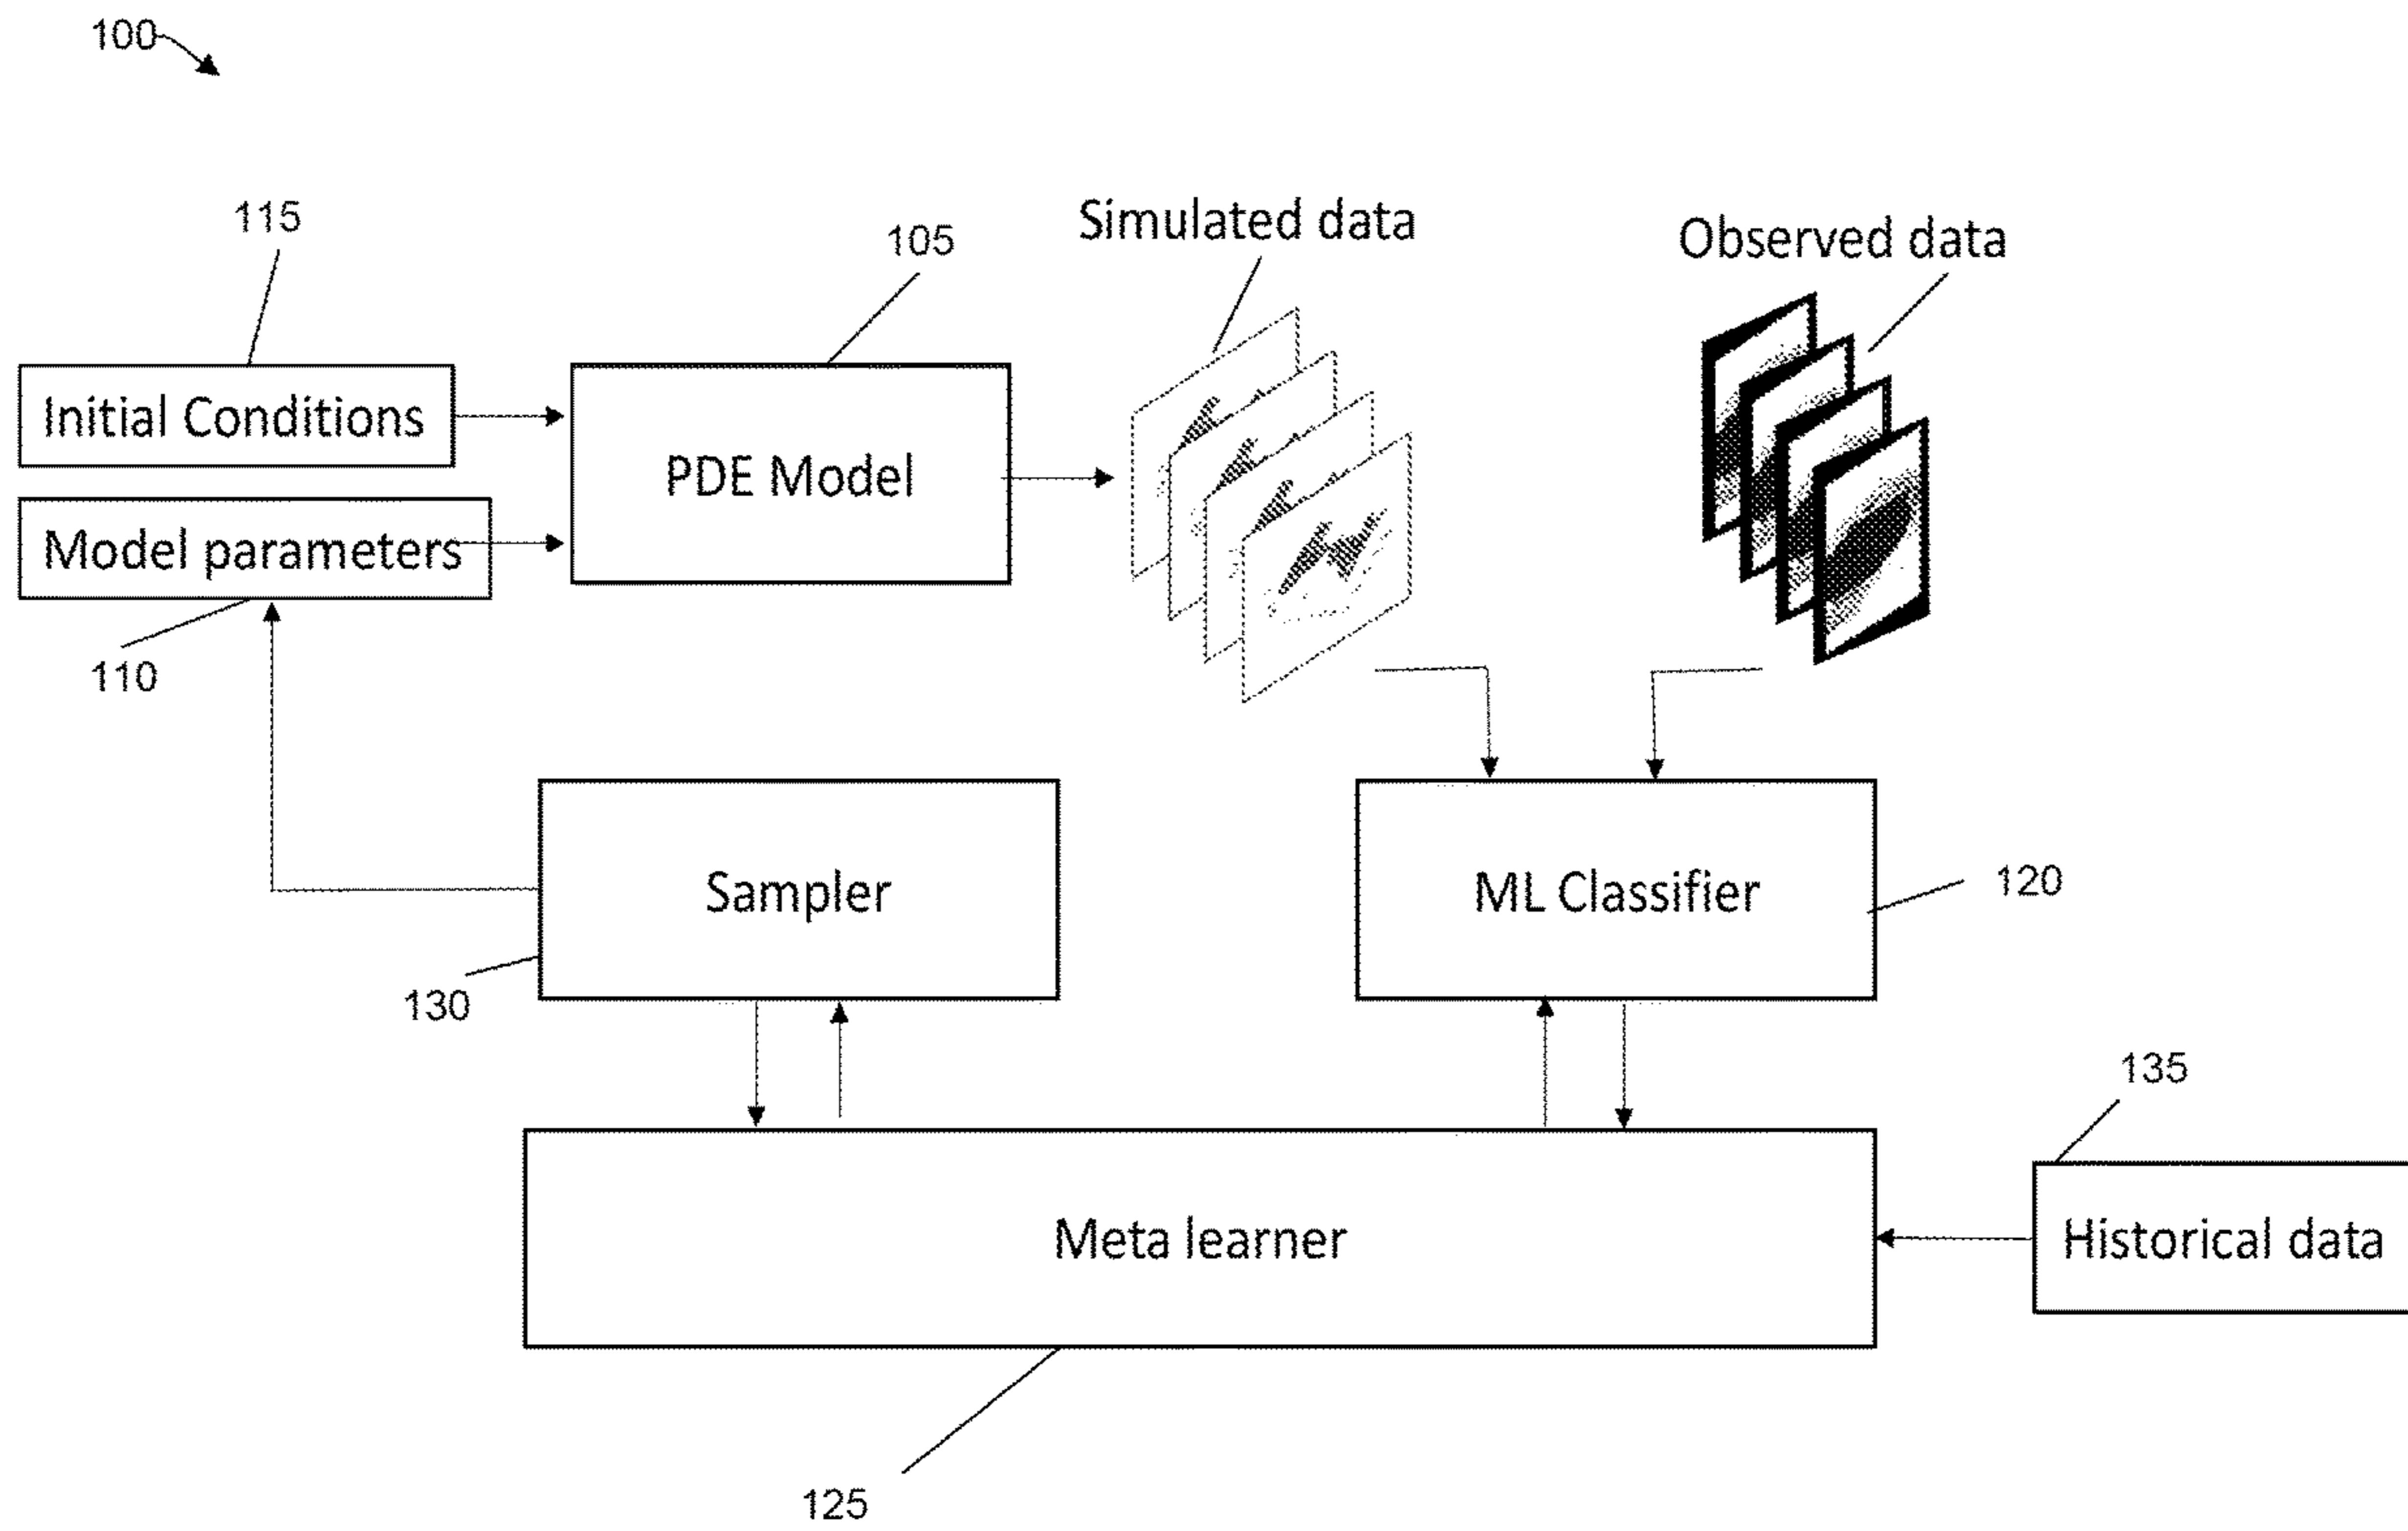 100
115
105
Simulated data
Observed data
Initial Conditions
PDE Model
Model parameters
110
Sampler
ML Classifier
120
130
135
Meta learner
Historical data
125